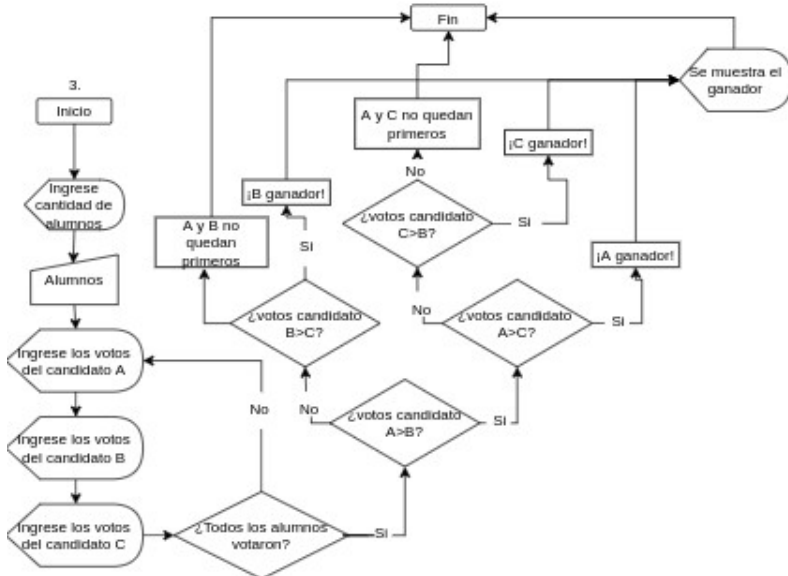 3.
Inicio
Ingrese
cantidad de
alumnos
Alumnos
Ingrese los votos
del candidato A
Ingrese los votos
del candidato B
Ingrese los votos
del candidato C
¿Todos los alumnos
votaron?
No
Si
¿votos candidato
A>B?
No
Si
¿votos candidato
B>C?
A y B no
quedan
primeros
Si
¡B ganador!
¿votos candidato
A>C?
No
Si
¡A ganador!
¿votos candidato
C>B?
No
Si
A y C no quedan
primeros
¡C ganador!
Se muestra el
ganador
Fin